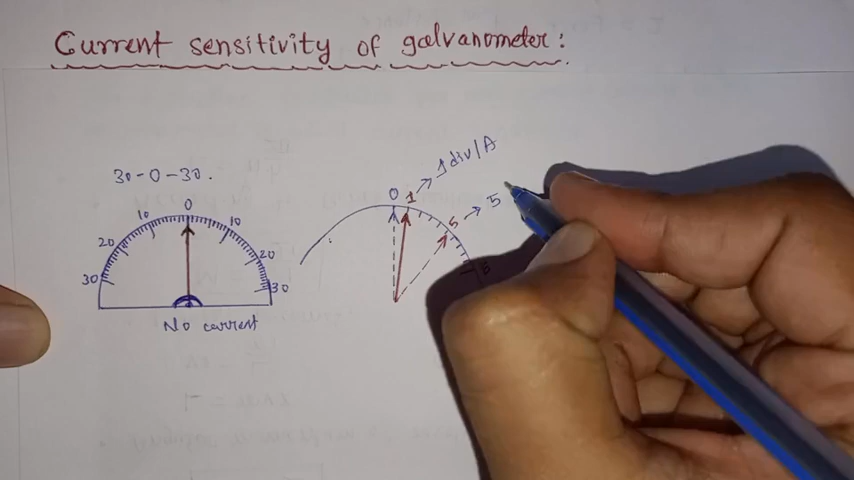 Current sensitivity of galvanometer:
30-0-30.
0
10 10
20 20
30 30
No current
0 1 → 1 div/A
5 → 5